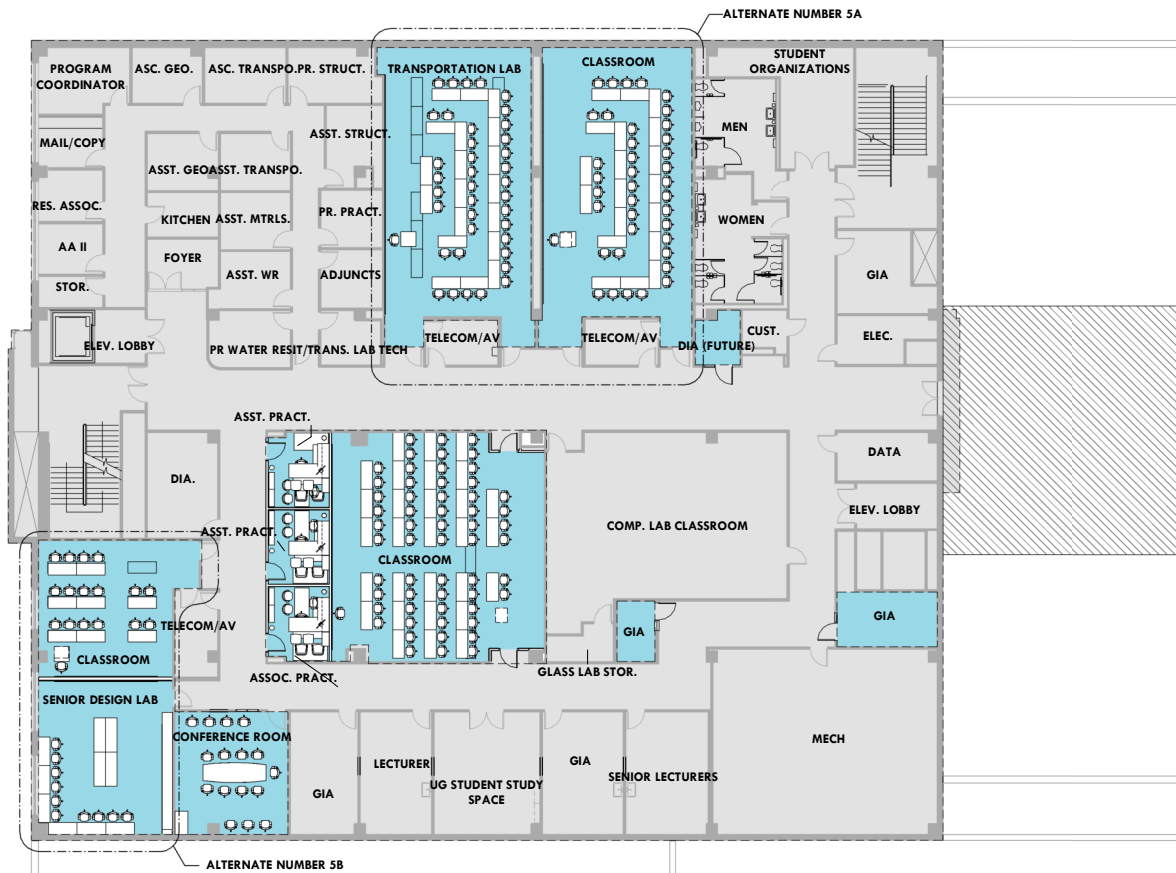 ALTERNATE NUMBER 5A
PROGRAM
COORDINATOR
ASC. GEO.
ASC. TRANSPO.
PR. STRUCT.
TRANSPORTATION LAB
CLASSROOM
STUDENT
ORGANIZATIONS
MAIL/COPY
ASST. STRUCT.
MEN
ASST. GEO
ASST. TRANSPO.
RES. ASSOC.
KITCHEN
ASST. MTRLS.
PR. PRACT.
WOMEN
AA II
FOYER
ASST. WR
ADJUNCTS
GIA
STOR.
ELEV. LOBBY
PR WATER RES
IT/TRANS. LAB TECH
TELECOM/AV
TELECOM/AV
DIA (FUTURE)
CUST.
ELEC.
ASST. PRACT.
DIA.
DATA
COMP. LAB CLASSROOM
ELEV. LOBBY
ASST. PRACT.
CLASSROOM
TELECOM/AV
GIA
GIA
CLASSROOM
ASSOC. PRACT.
GLASS LAB STOR.
SENIOR DESIGN LAB
CONFERENCE ROOM
MECH
LECTURER
GIA
SENIOR LECTURERS
GIA
UG STUDENT STUDY
SPACE
ALTERNATE NUMBER 5B